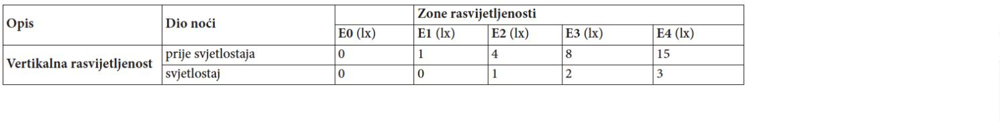 Opis Dio noći Zone rasvijetljenosti
E0 (lx) E1 (lx) E2 (lx) E3 (lx) E4 (lx)
Vertikalna rasvijetljenost prije svjetlostaja 0 1 4 8 15
svjetlostaj 0 0 1 2 3